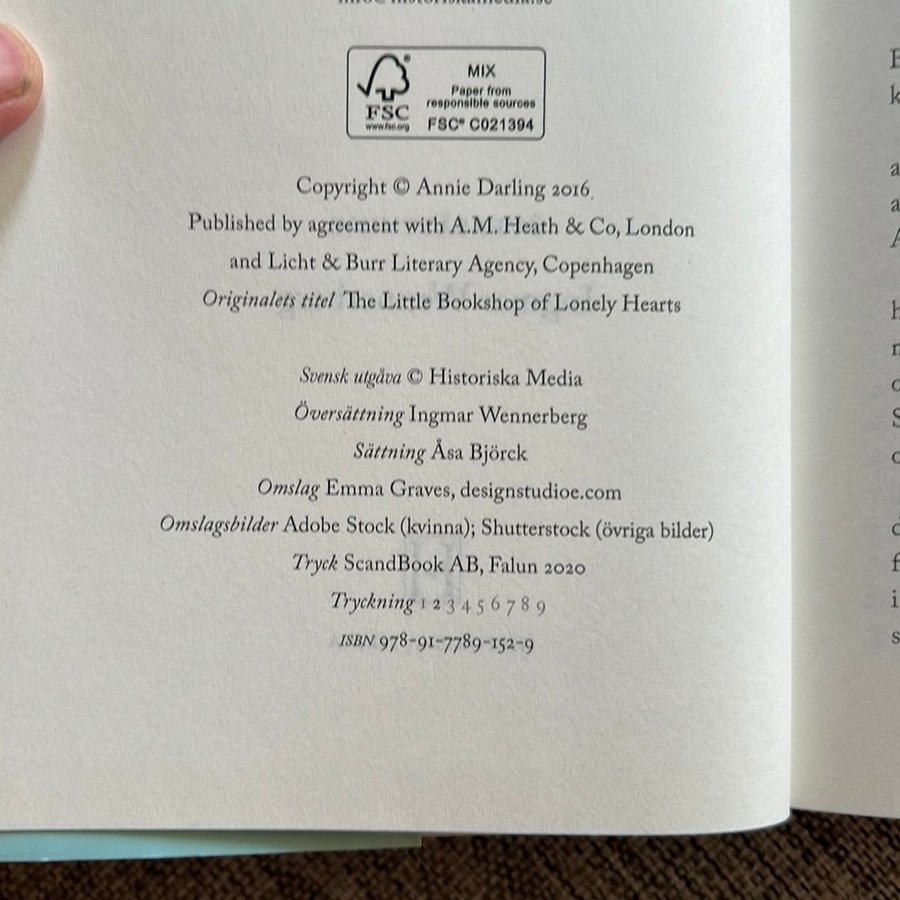 MIX
Paper from
responsible sources
FSC® C021394
FSC
www.fsc.org
Copyright © Annie Darling 2016
Published by agreement with A.M. Heath & Co, London
and Licht & Burr Literary Agency, Copenhagen
Originalets titel The Little Bookshop of Lonely Hearts
Svensk utgåva © Historiska Media
Översättning Ingmar Wennerberg
Sättning Åsa Björck
Omslag Emma Graves, designstudioe.com
Omslagsbilder Adobe Stock (kvinna); Shutterstock (övriga bilder)
Tryck ScandBook AB, Falun 2020
Tryckning 1 2 3 4 5 6 7 8 9
ISBN 978-91-7789-152-9